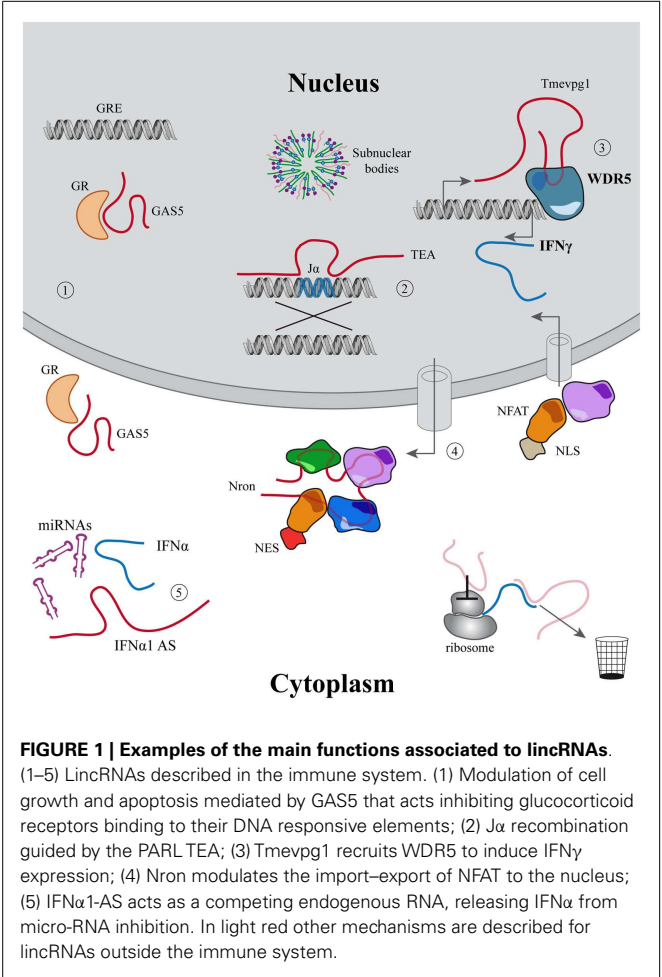 Nucleus
GRE
Tmevpg1
GR
GAS5
Subnuclear
bodies
3
WDR5
IFNγ
TEA
Jα
1
2
GR
GAS5
NFAT
NLS
4
Nron
NES
miRNAs
IFNα
5
IFNα1 AS
ribosome
Cytoplasm
FIGURE 1 | Examples of the main functions associated to lincRNAs.
(1–5) LincRNAs described in the immune system. (1) Modulation of cell
growth and apoptosis mediated by GAS5 that acts inhibiting glucocorticoid
receptors binding to their DNA responsive elements; (2) Jα recombination
guided by the PARL TEA; (3) Tmevpg1 recruits WDR5 to induce IFNγ
expression; (4) Nron modulates the import–export of NFAT to the nucleus;
(5) IFNα1-AS acts as a competing endogenous RNA, releasing IFNα from
micro-RNA inhibition. In light red other mechanisms are described for
lincRNAs outside the immune system.